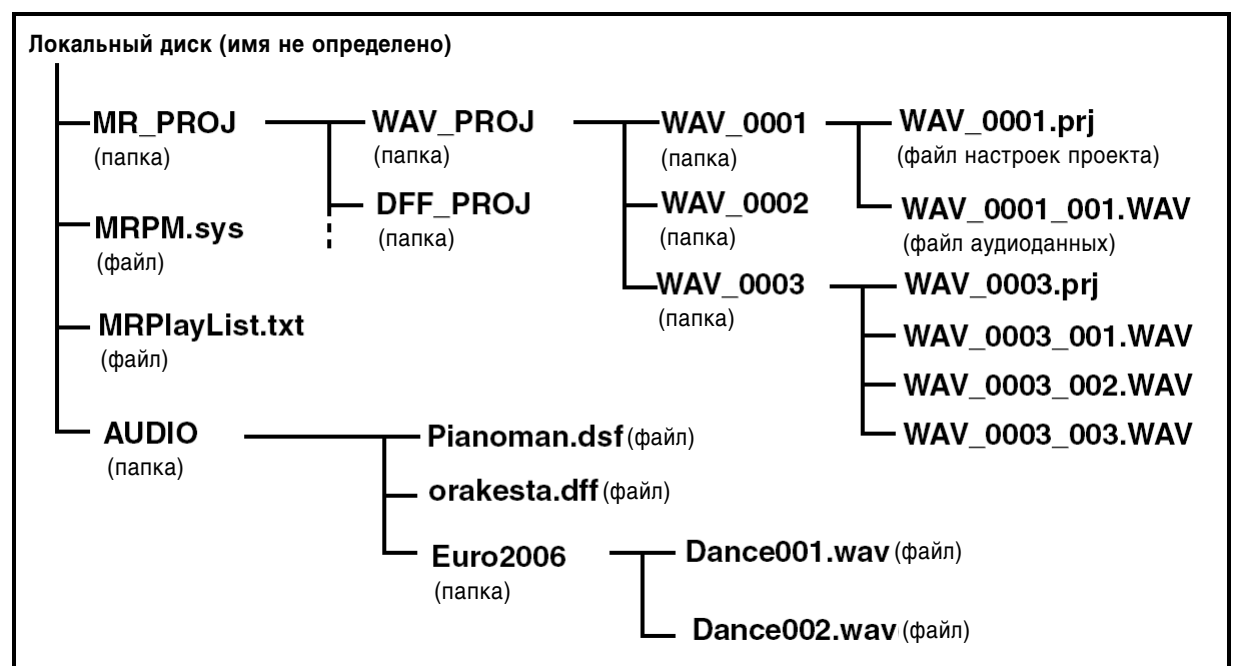 Локальный диск (имя не определено)
MR_PROJ
(папка)
WAV_PROJ
(папка)
WAV_0001
(папка)
WAV_0001.prj
(файл настроек проекта)
DFF_PROJ
(папка)
WAV_0002
(папка)
WAV_0001_001.WAV
(файл аудиоданных)
MRPM.sys
(файл)
WAV_0003
(папка)
WAV_0003.prj
MRPlayList.txt
(файл)
WAV_0003_001.WAV
WAV_0003_002.WAV
WAV_0003_003.WAV
AUDIO
(папка)
Pianoman.dsf (файл)
orakesta.dff (файл)
Euro2006
(папка)
Dance001.wav (файл)
Dance002.wav (файл)